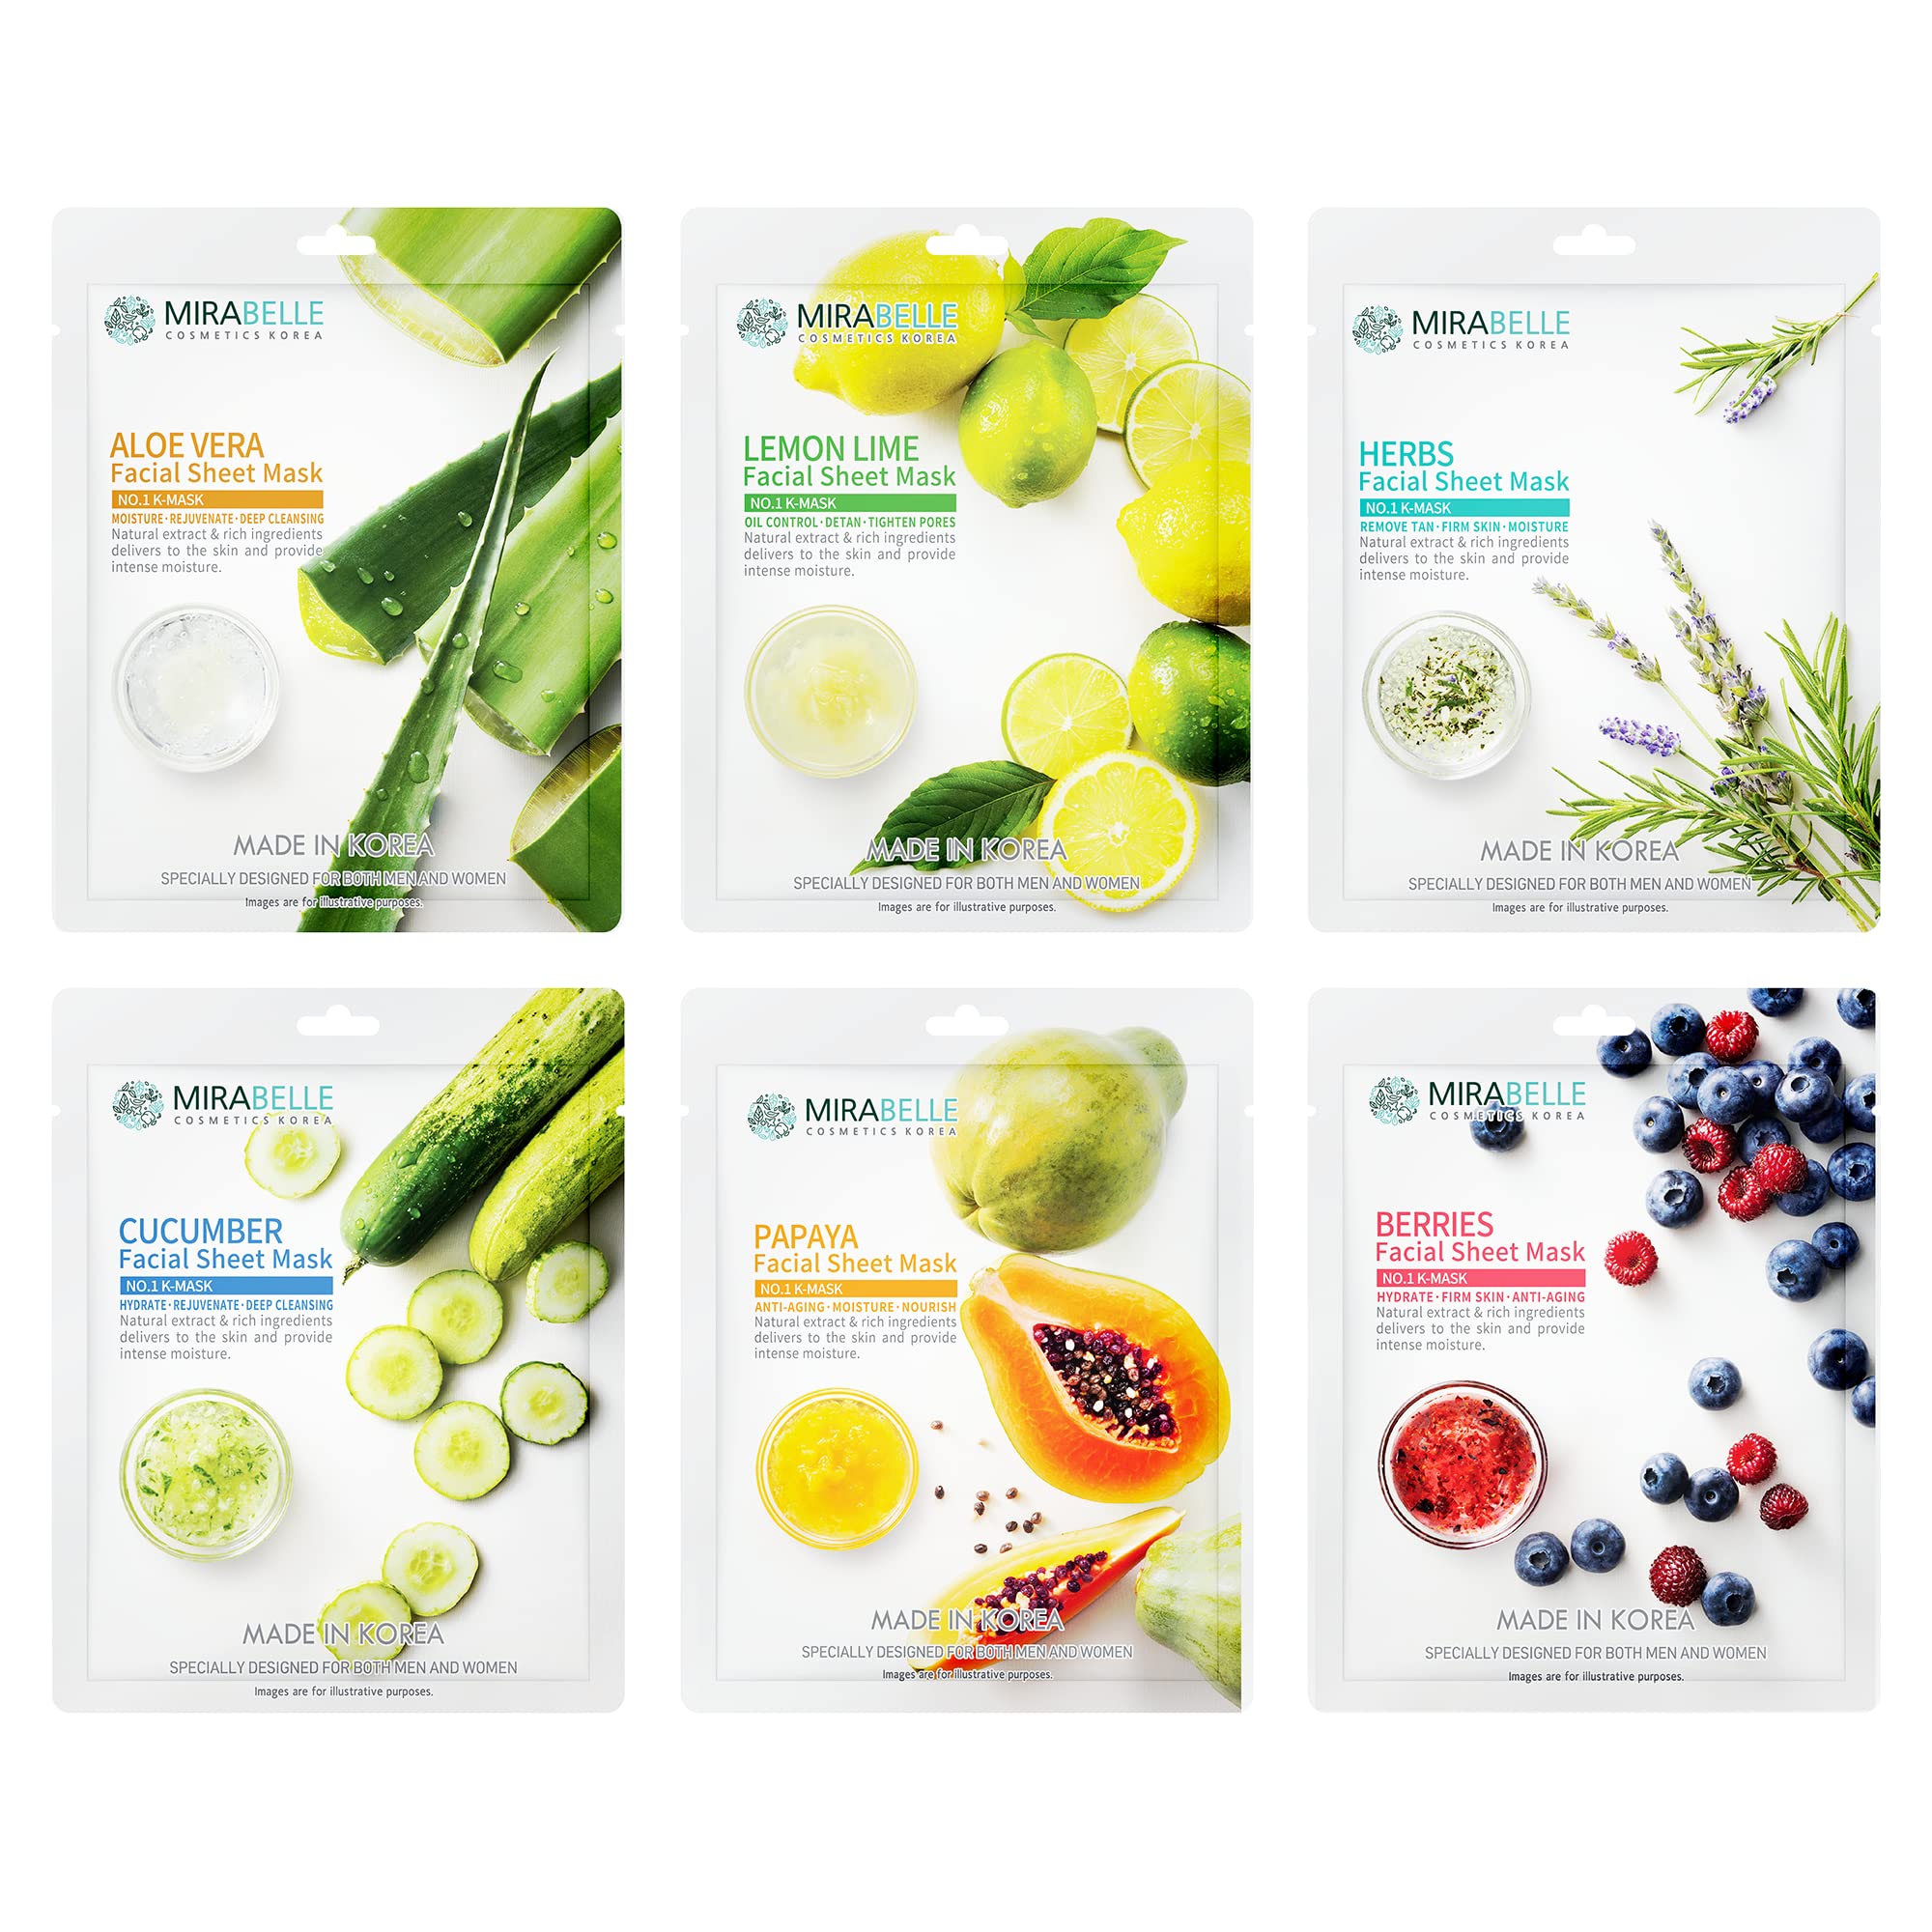 MIRABELLE
COSMETICS KOREA
ALOE VERA
Facial Sheet Mask
NO.1 K-MASK
MOISTURE·REJUVENATE·DEEP CLEANSING
Natural extract & rich ingredients
delivers to the skin and provide
intense moisture.
MADE IN KOREA
SPECIALLY DESIGNED FOR BOTH MEN AND WOMEN
Images are for illustrative purposes.
MIRABELLE
COSMETICS KOREA
LEMON LIME
Facial Sheet Mask
NO.1 K-MASK
OIL CONTROL·DETAN·TIGHTEN PORES
Natural extract & rich ingredients
delivers to the skin and provide
intense moisture.
MADE IN KOREA
SPECIALLY DESIGNED FOR BOTH MEN AND WOMEN
Images are for illustrative purposes.
MIRABELLE
COSMETICS KOREA
HERBS
Facial Sheet Mask
NO.1 K-MASK
REMOVE TAN·FIRM SKIN·MOISTURE
Natural extract & rich ingredients
delivers to the skin and provide
intense moisture.
MADE IN KOREA
SPECIALLY DESIGNED FOR BOTH MEN AND WOMEN
Images are for illustrative purposes.
MIRABELLE
COSMETICS KOREA
CUCUMBER
Facial Sheet Mask
NO.1 K-MASK
HYDRATE·REJUVENATE·DEEP CLEANSING
Natural extract & rich ingredients
delivers to the skin and provide
intense moisture.
MADE IN KOREA
SPECIALLY DESIGNED FOR BOTH MEN AND WOMEN
Images are for illustrative purposes.
MIRABELLE
COSMETICS KOREA
PAPAYA
Facial Sheet Mask
NO.1 K-MASK
ANTI-AGING·MOISTURE·NOURISH
Natural extract & rich ingredients
delivers to the skin and provide
intense moisture.
MADE IN KOREA
SPECIALLY DESIGNED FOR BOTH MEN AND WOMEN
Images are for illustrative purposes.
MIRABELLE
COSMETICS KOREA
BERRIES
Facial Sheet Mask
NO.1 K-MASK
HYDRATE·FIRM SKIN·ANTI-AGING
Natural extract & rich ingredients
delivers to the skin and provide
intense moisture.
MADE IN KOREA
SPECIALLY DESIGNED FOR BOTH MEN AND WOMEN
Images are for illustrative purposes.